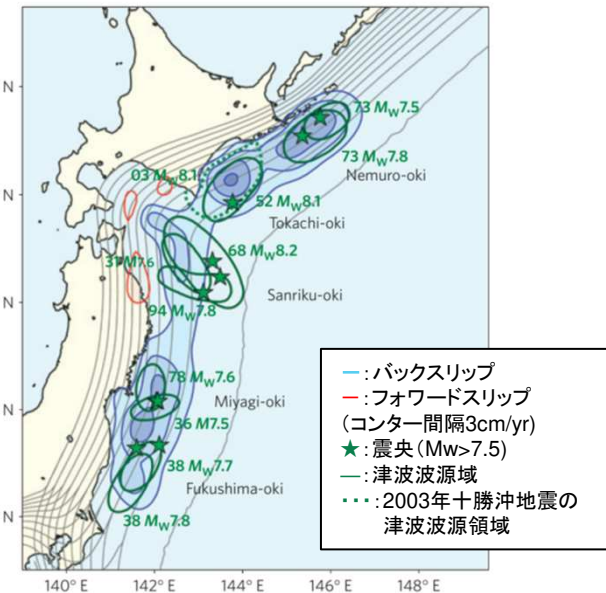 N
73 MW7.5
73 MW7.8
Nemuro-oki
03 MW8.1
N
52 MW8.1
Tokachi-oki
68 MW8.2
31 M7.6
Sanriku-oki
N
94 MW7.8
78 MW7.6
Miyagi-oki
N
36 M7.5
38 MW7.7
Fukushima-oki
N
38 MW7.8
140° E
142° E
144° E
146° E
148° E
:バックスリップ
:フォワードスリップ
(コンター間隔3cm/yr)
★:震央(Mw>7.5)
:津波波源域
:2003年十勝沖地震の
津波波源領域